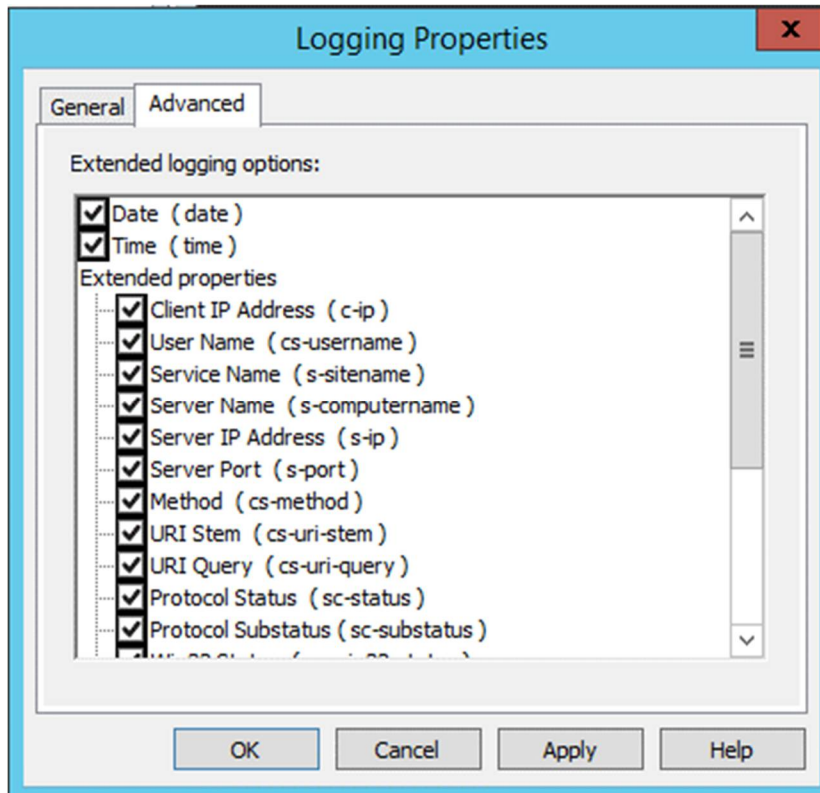 Logging Properties
x
General Advanced
Extended logging options:
Date ( date )
Time ( time )
Extended properties
Client IP Address ( c-ip )
User Name ( cs-username )
Service Name ( s-sitename )
Server Name ( s-computername )
Server IP Address ( s-ip )
Server Port ( s-port )
Method ( cs-method )
URI Stem ( cs-uri-stem )
URI Query ( cs-uri-query )
Protocol Status ( sc-status )
Protocol Substatus ( sc-substatus )
OK Cancel Apply Help